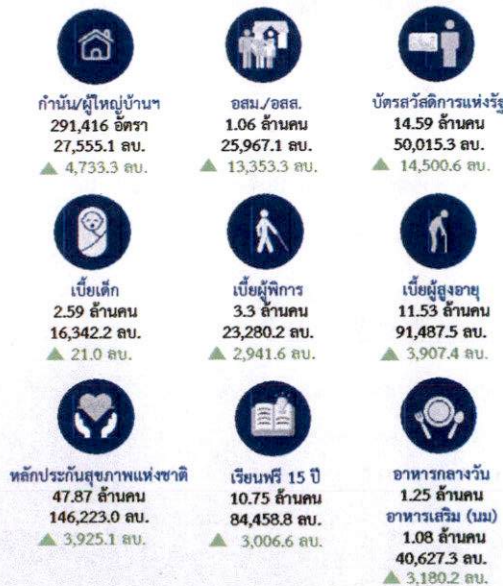 กำนัน/ผู้ใหญ่บ้านฯ
291,416 อัตรา
27,555.1 ลบ.
▲ 4,733.3 ลบ.
อสม./อสส.
1.06 ล้านคน
25,967.1 ลบ.
▲ 13,353.3 ลบ.
บัตรสวัสดิการแห่งรัฐ
14.59 ล้านคน
50,015.3 ลบ.
▲ 14,500.6 ลบ.
เบี้ยเด็ก
2.59 ล้านคน
16,342.2 ลบ.
▲ 21.0 ลบ.
เบี้ยผู้พิการ
3.3 ล้านคน
23,280.2 ลบ.
▲ 2,941.6 ลบ.
เบี้ยผู้สูงอายุ
11.53 ล้านคน
91,487.5 ลบ.
▲ 3,907.4 ลบ.
หลักประกันสุขภาพแห่งชาติ
47.87 ล้านคน
146,223.0 ลบ.
▲ 3,925.1 ลบ.
เรียนฟรี 15 ปี
10.75 ล้านคน
84,458.8 ลบ.
▲ 3,006.6 ลบ.
อาหารกลางวัน
1.25 ล้านคน
อาหารเสริม (นม)
1.08 ล้านคน
40,627.3 ลบ.
▲ 3,180.2 ลบ.